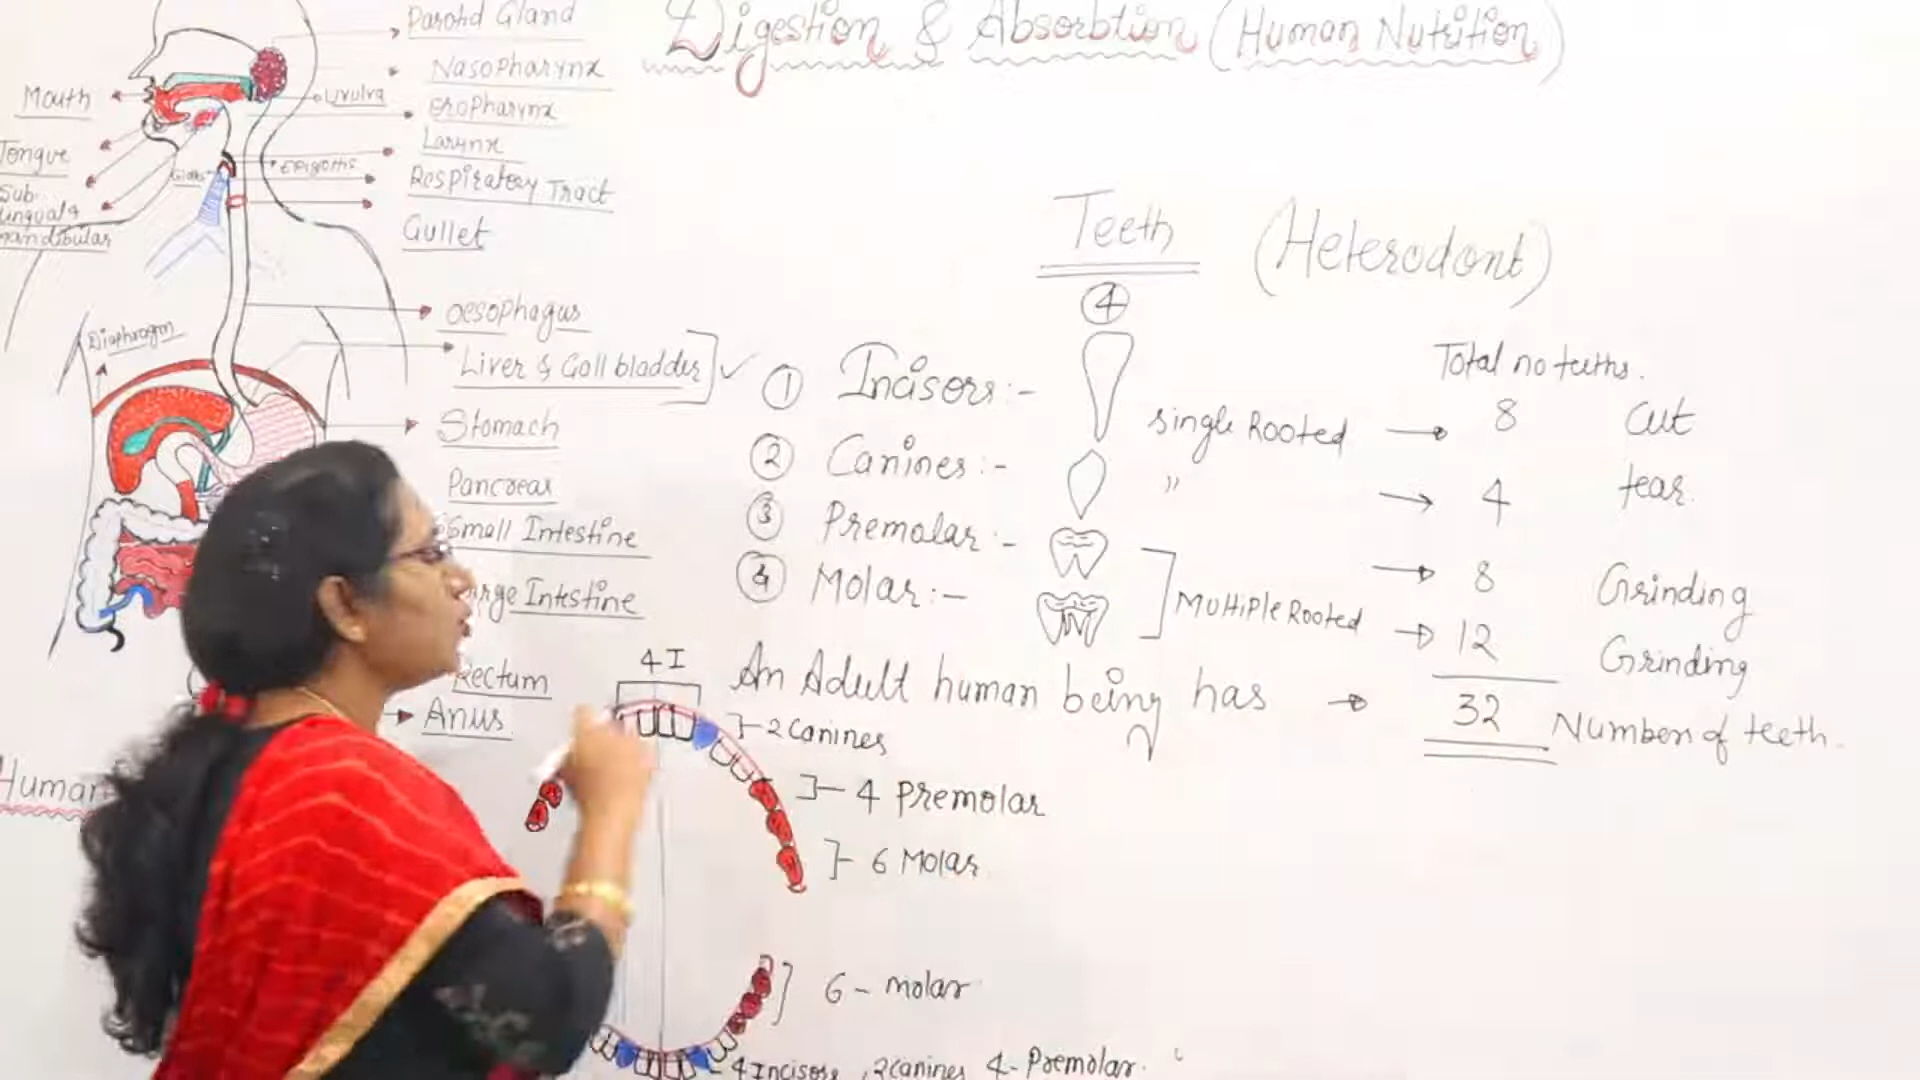 Digestion & Absorbtion (Human Nutrition)
Parotid Gland
Nasopharynx
Mouth
Uvulva
Oropharynx
Larynx
Tongue
Epiglottis
Respiratory Tract
Sub-
lingual &
mandibular
Gullet
Teeth (Heterodont)
4
Oesophagus
Diaphragm
Liver & Gall bladder
Stomach
Pancreas
Small Intestine
Intestine
Rectum
Anus
Human
Total no teeths.
1 Incisors:- single Rooted → 8 Cut
2 Canines:- " → 4 tear.
3 Premolar:- → 8 Grinding
4 Molar:- Multiple Rooted → 12 Grinding
An Adult human being has → 32 Number of teeth.
4 I
2 Canines
4 Premolar
6 Molar
6 - molar
4 Incisors, 2 canines 4- Premolar.